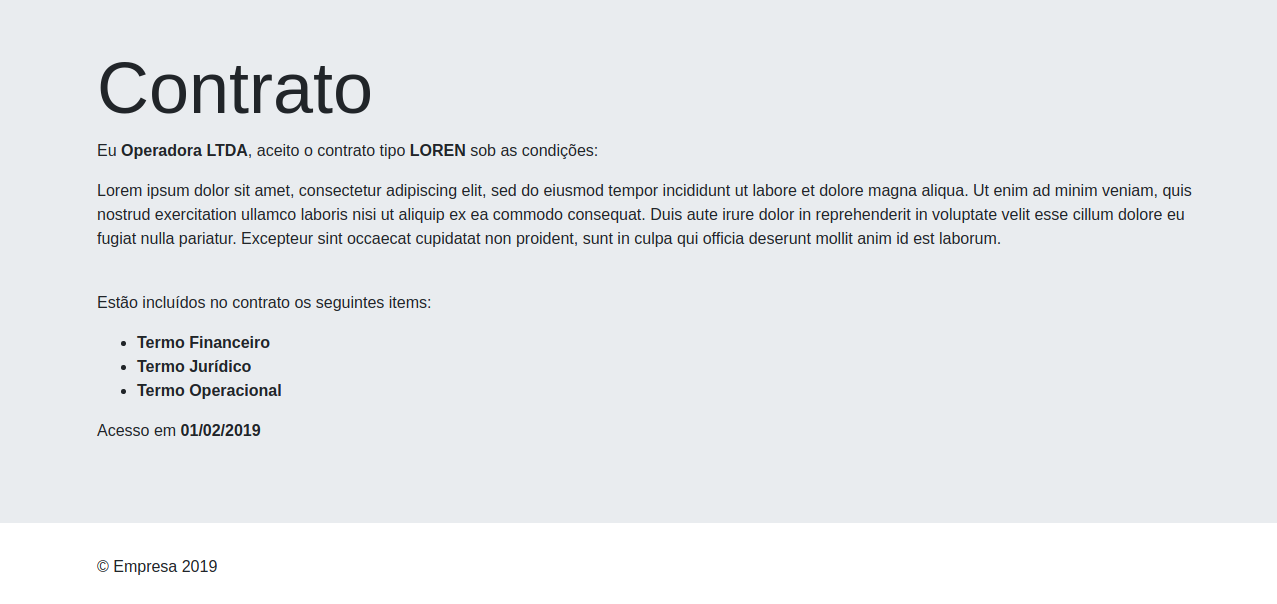 Contrato
Eu Operadora LTDA, aceito o contrato tipo LOREN sob as condições:
Lorem ipsum dolor sit amet, consectetur adipiscing elit, sed do eiusmod tempor incididunt ut labore et dolore magna aliqua. Ut enim ad minim veniam, quis
nostrud exercitation ullamco laboris nisi ut aliquip ex ea commodo consequat. Duis aute irure dolor in reprehenderit in voluptate velit esse cillum dolore eu
fugiat nulla pariatur. Excepteur sint occaecat cupidatat non proident, sunt in culpa qui officia deserunt mollit anim id est laborum.
Estão incluídos no contrato os seguintes items:
• Termo Financeiro
• Termo Jurídico
• Termo Operacional
Acesso em 01/02/2019
© Empresa 2019